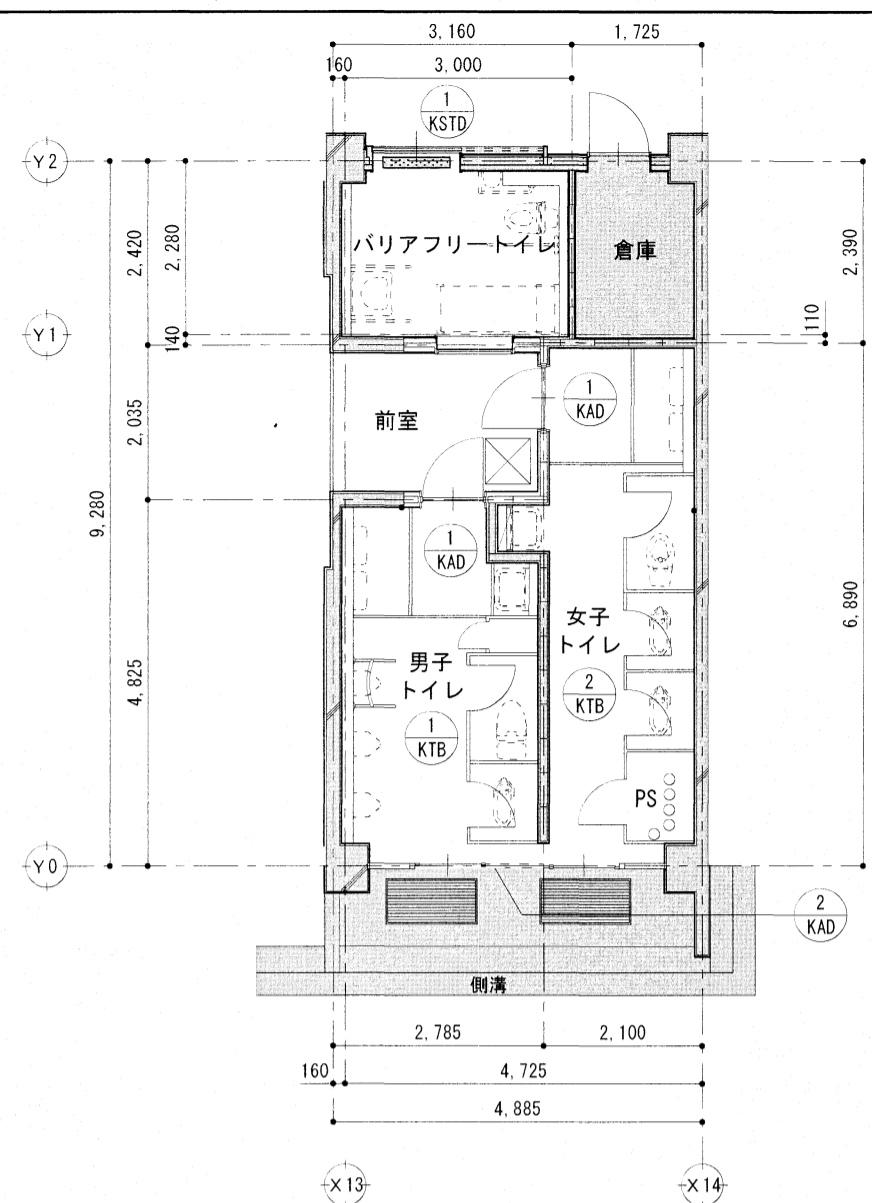 3,160
1,725
160
3,000
1
KSTD
Y2
2,420
2,280
バリアフリートイレ
倉庫
2,390
Y1
140
110
2,035
前室
1
KAD
9,280
1
KAD
女子
トイレ
6,890
4,825
男子
トイレ
2
KTB
1
KTB
PS
Y0
2
KAD
側溝
2,785
2,100
160
4,725
4,885
X13
X14